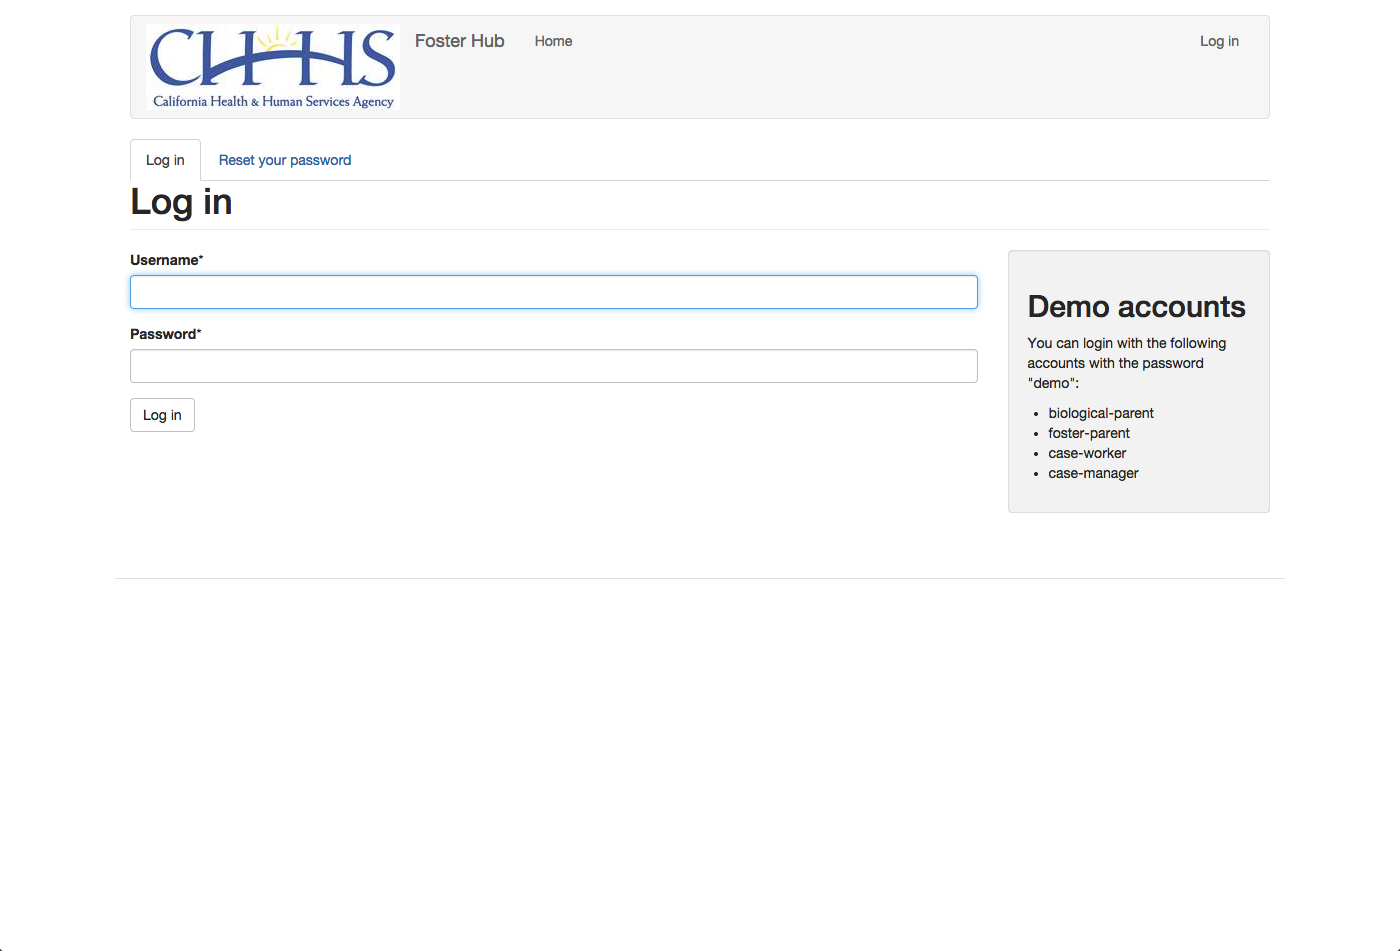 CHHS
California Health & Human Services Agency
Foster Hub
Home
Log in
Log in
Reset your password
Log in
Username*
Password*
Log in
Demo accounts
You can login with the following
accounts with the password
"demo":
biological-parent
foster-parent
case-worker
case-manager